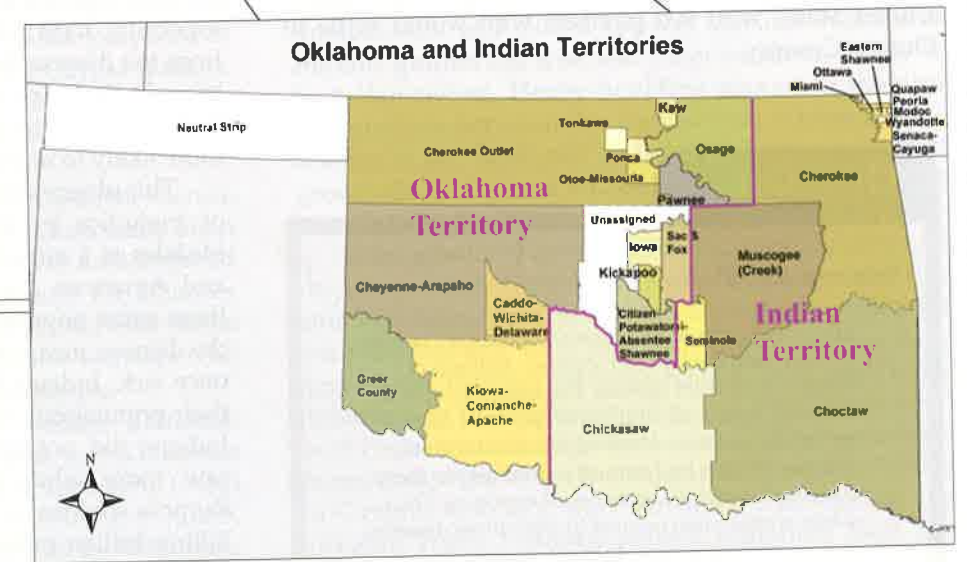 Oklahoma and Indian Territories
Eastern
Shawnee
Ottawa
Miami
Quapaw
Peoria
Modoc
Wyandotte
Senaca-
Cayuga
Neutral Strip
Cherokee Outlet
Tonkawa
Kaw
Ponca
Otoe-Missouria
Osage
Pawnee
Cherokee
Oklahoma
Territory
Unassigned
Iowa
Sac &
Fox
Kickapoo
Muscogee
(Creek)
Cheyenne-Arapaho
Caddo-
Wichita-
Delaware
Citizen
Potawatomi-
Absentee
Shawnee
Seminole
Indian
Territory
Greer
County
Kiowa-
Comanche-
Apache
Chickasaw
Choctaw
N